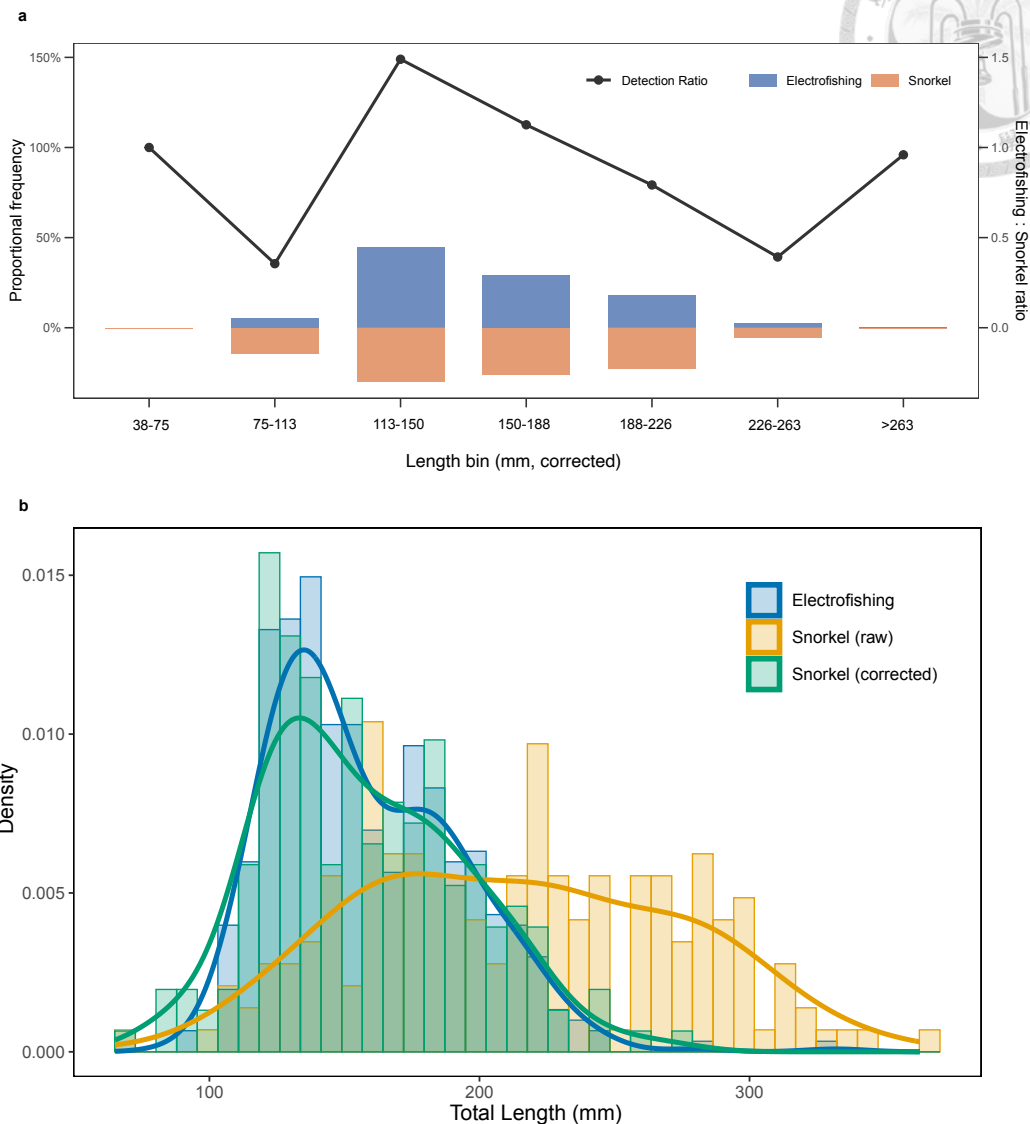 a
150%
100%
50%
0%
Proportional frequency
Detection Ratio
Electrofishing
Snorkel
1.5
1.0
0.5
0.0
Electrofishing : Snorkel ratio
38-75
75-113
113-150
150-188
188-226
226-263
>263
Length bin (mm, corrected)
b
0.015
0.010
0.005
0.000
Density
Electrofishing
Snorkel (raw)
Snorkel (corrected)
100
200
300
Total Length (mm)